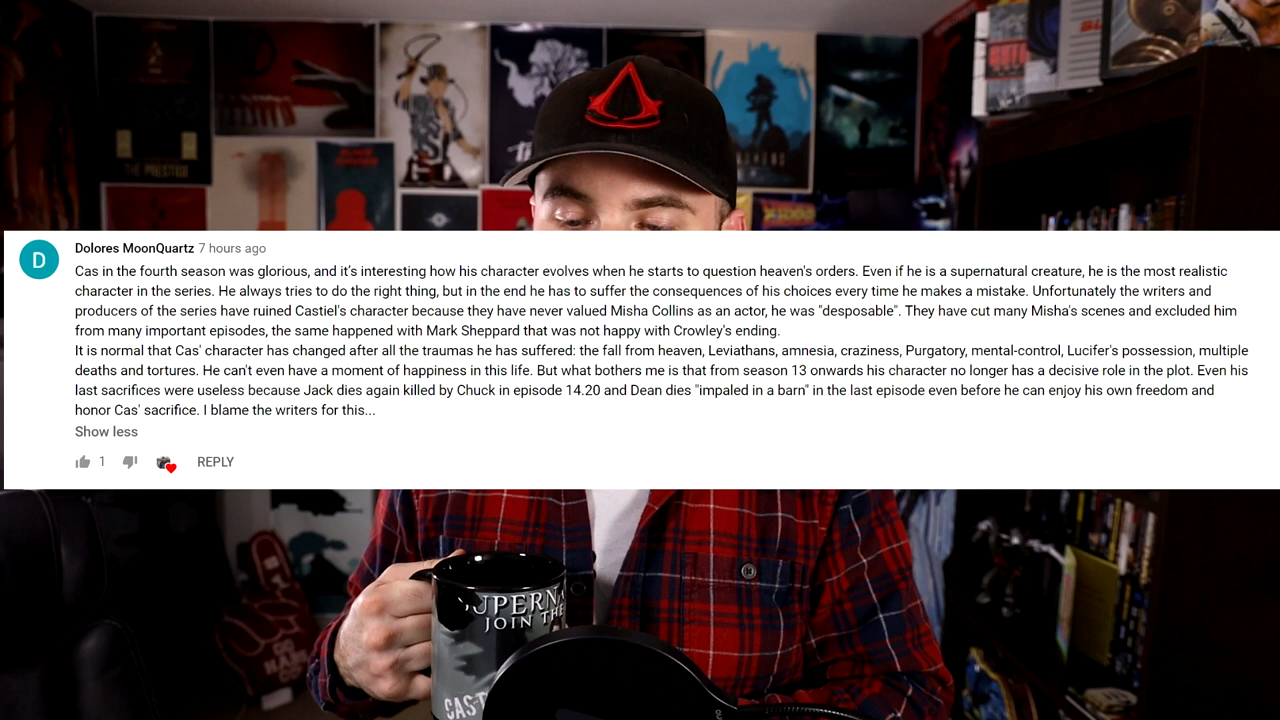 THE PRESTIGE
Dolores MoonQuartz 7 hours ago
Cas in the fourth season was glorious, and it's interesting how his character evolves when he starts to question heaven's orders. Even if he is a supernatural creature, he is the most realistic
character in the series. He always tries to do the right thing, but in the end he has to suffer the consequences of his choices every time he makes a mistake. Unfortunately the writers and
producers of the series have ruined Castiel's character because they have never valued Misha Collins as an actor, he was "desposable". They have cut many Misha's scenes and excluded him
from many important episodes, the same happened with Mark Sheppard that was not happy with Crowley's ending.
It is normal that Cas' character has changed after all the traumas he has suffered: the fall from heaven, Leviathans, amnesia, craziness, Purgatory, mental-control, Lucifer's possession, multiple
deaths and tortures. He can't even have a moment of happiness in this life. But what bothers me is that from season 13 onwards his character no longer has a decisive role in the plot. Even his
last sacrifices were useless because Jack dies again killed by Chuck in episode 14.20 and Dean dies "impaled in a barn" in the last episode even before he can enjoy his own freedom and
honor Cas' sacrifice. I blame the writers for this...
Show less
1
REPLY
D
SUPERNA
JOIN THE
CAST
GO